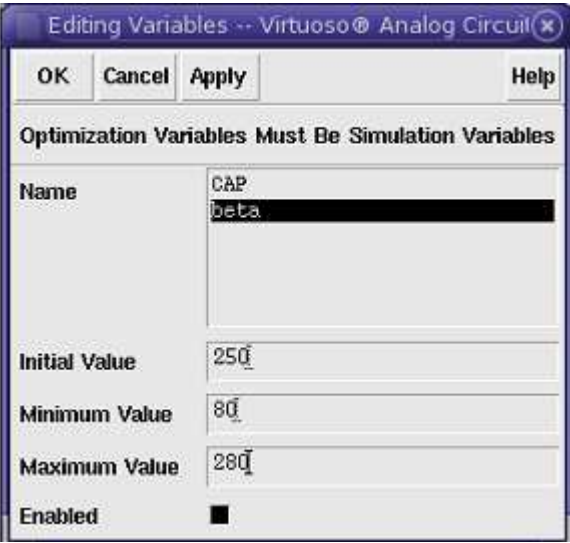 Editing Variables -- Virtuoso® Analog Circuit
OK Cancel Apply Help
Optimization Variables Must Be Simulation Variables
Name
CAP
beta
Initial Value 250
Minimum Value 80
Maximum Value 280
Enabled